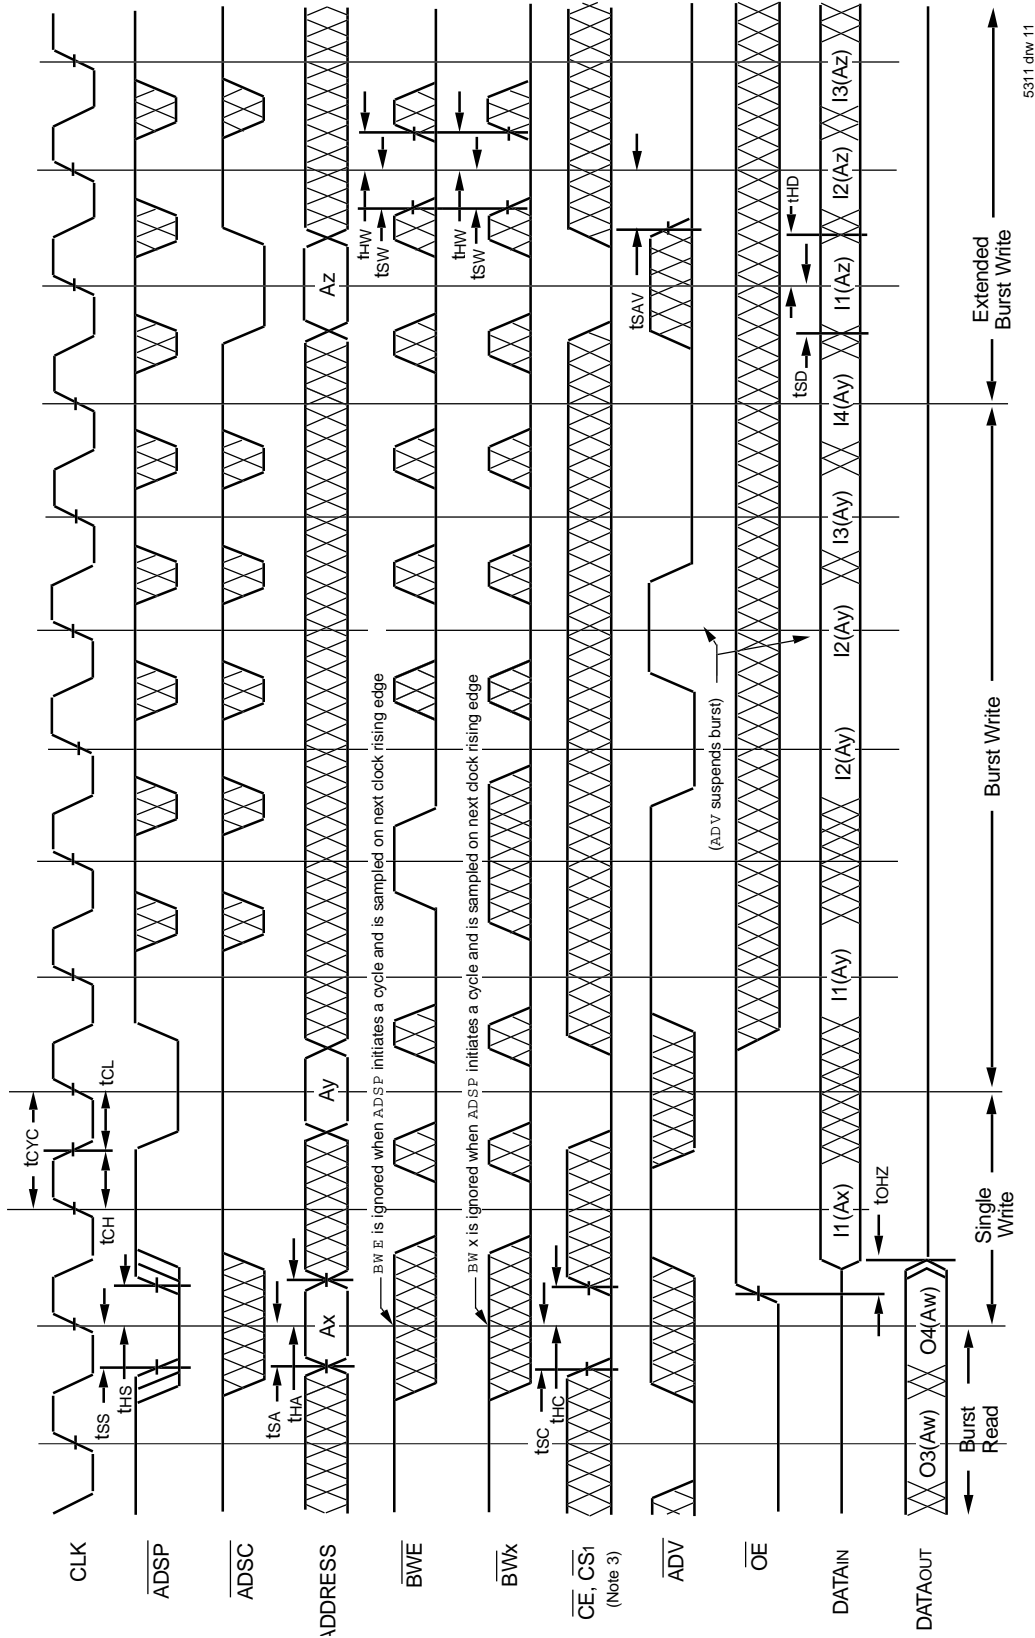 CLK
tCYC
tCH
tCL
ADSP
tSS
tHS
ADSC
ADDRESS
tSA
tHA
Ax
Ay
Az
BWE
BWE is ignored when ADSP initiates a cycle and is sampled on next clock rising edge
tHW
tSW
BWx
BWx is ignored when ADSP initiates a cycle and is sampled on next clock rising edge
tHW
tSW
CE, CS1
(Note 3)
tSC
tHC
ADV
tSAV
(ADV suspends burst)
OE
DATAIN
I1(Ax)
I1(Ay)
I2(Ay)
I2(Ay)
I3(Ay)
I4(Ay)
I1(Az)
I2(Az)
I3(Az)
tSD
tHD
tOHZ
DATAOUT
O3(Aw)
O4(Aw)
Burst
Read
Single
Write
Burst Write
Extended
Burst Write
5311 drw 11